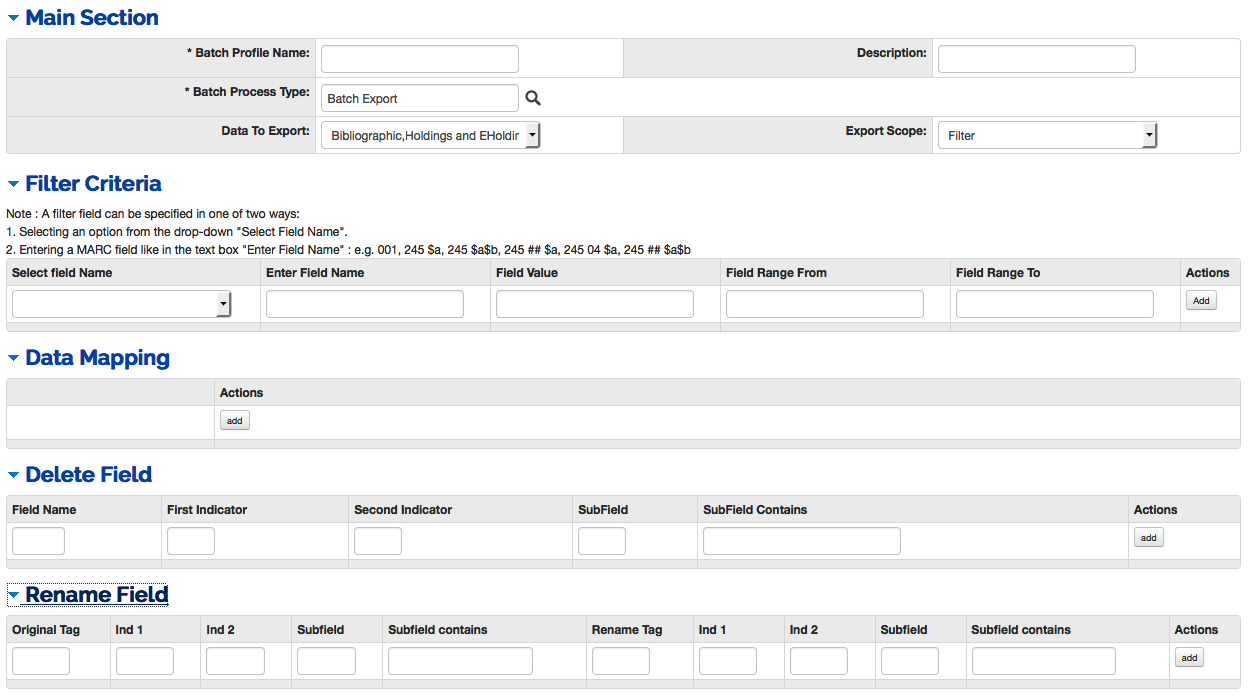 Main Section
* Batch Profile Name: Description:
* Batch Process Type: Batch Export
Data To Export: Bibliographic,Holdings and EHoldir Export Scope: Filter
Filter Criteria
Note : A filter field can be specified in one of two ways:
1. Selecting an option from the drop-down "Select Field Name".
2. Entering a MARC field like in the text box "Enter Field Name" : e.g. 001, 245 $a, 245 $a$b, 245 ## $a, 245 04 $a, 245 ## $a$b
Select field Name Enter Field Name Field Value Field Range From Field Range To Actions
Add
Data Mapping
Actions
add
Delete Field
Field Name First Indicator Second Indicator SubField SubField Contains Actions
add
Rename Field
Original Tag Ind 1 Ind 2 Subfield Subfield contains Rename Tag Ind 1 Ind 2 Subfield Subfield contains Actions
add